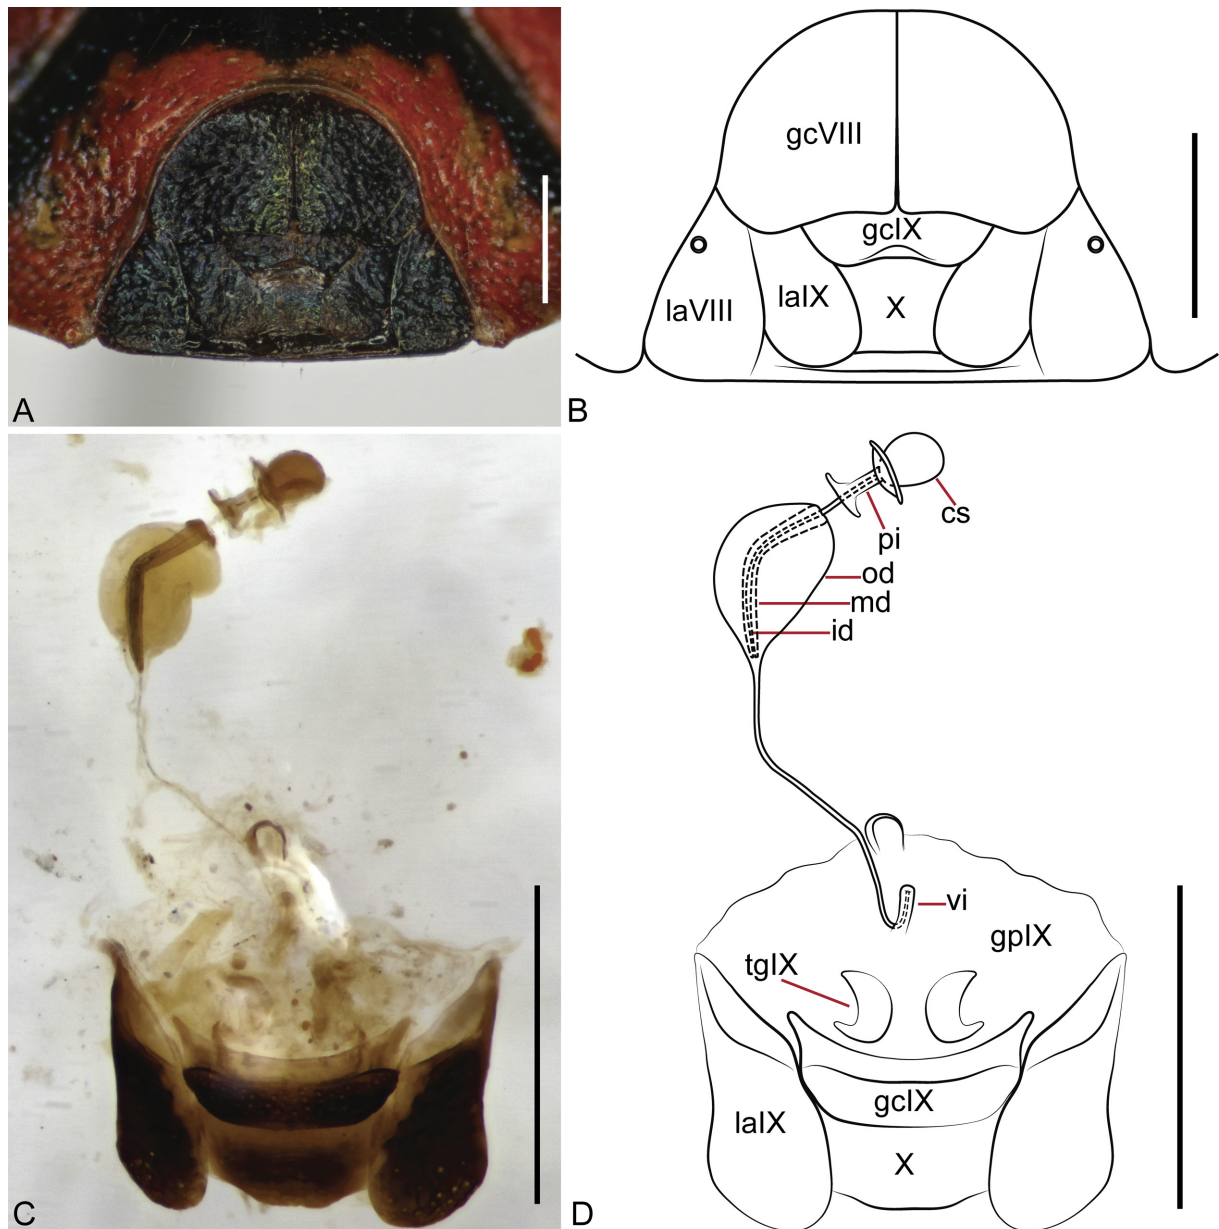 A
B
gcVIII
gcIX
laVIII
laIX
X
C
D
cs
pi
od
md
id
vi
gpIX
tgIX
gcIX
laIX
X